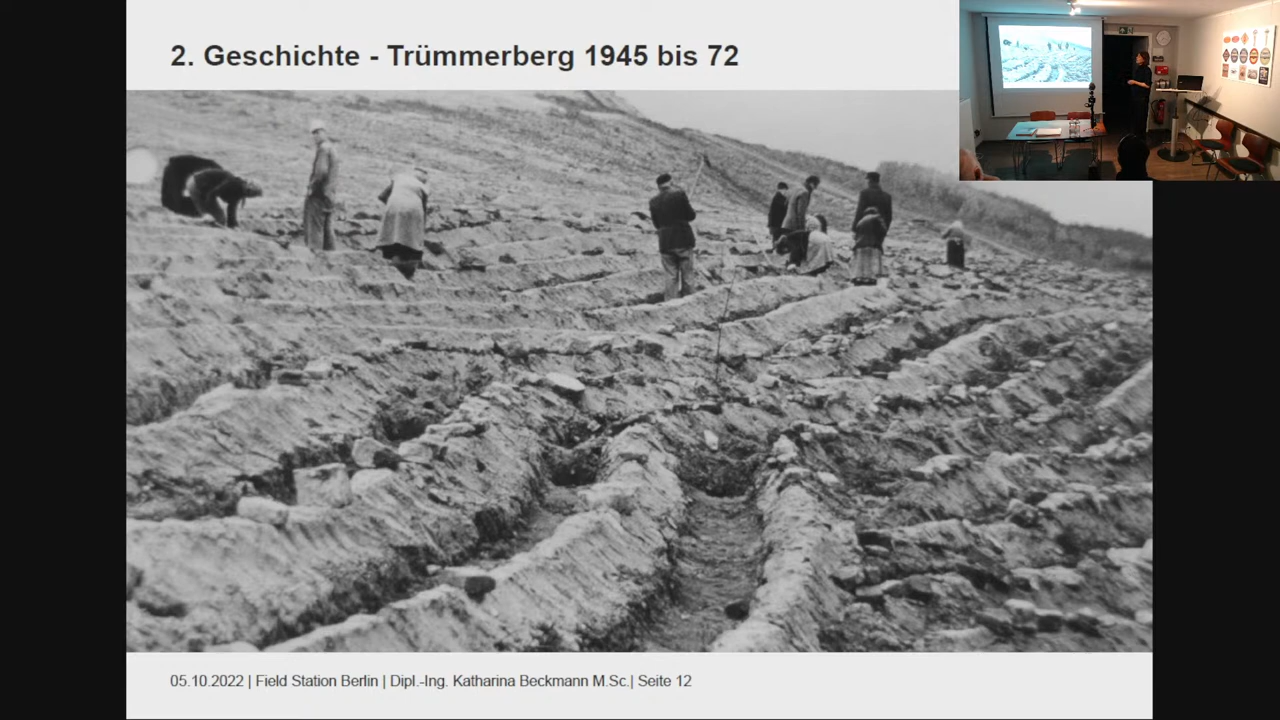 2. Geschichte - Trümmerberg 1945 bis 72
05.10.2022 | Field Station Berlin | Dipl.-Ing. Katharina Beckmann M.Sc.| Seite 12